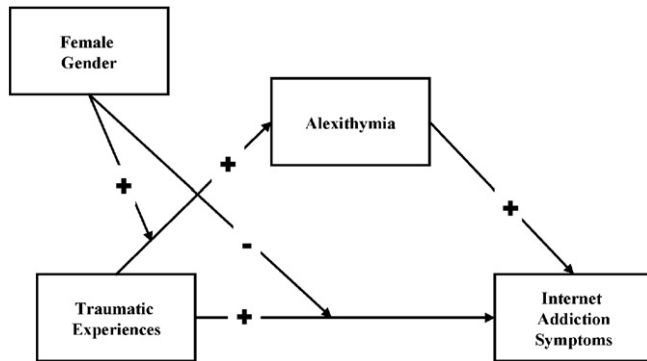 Female
Gender
Alexithymia
+
+
+
-
Traumatic
Experiences
+
Internet
Addiction
Symptoms